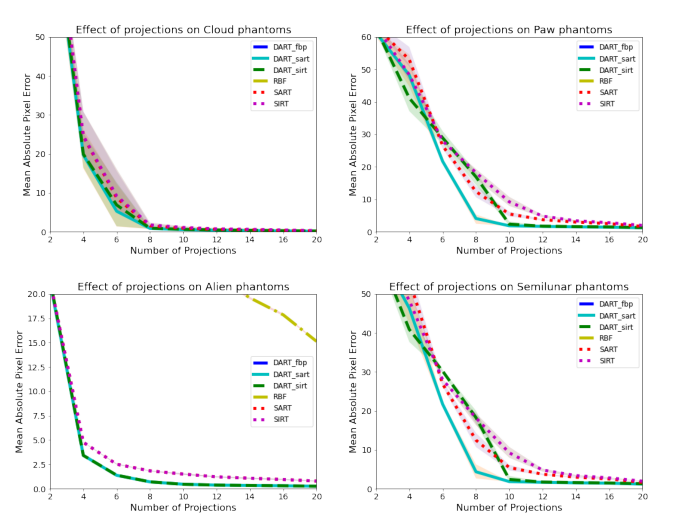 Effect of projections on Cloud phantoms
50
40
30
20
10
0
2 4 6 8 10 12 14 16 18 20
Mean Absolute Pixel Error
Number of Projections
DART_fbp
DART_sart
DART_sirt
RBF
SART
SIRT
Effect of projections on Paw phantoms
60
50
40
30
20
10
0
2 4 6 8 10 12 14 16 18 20
Mean Absolute Pixel Error
Number of Projections
DART_fbp
DART_sart
DART_sirt
RBF
SART
SIRT
Effect of projections on Alien phantoms
20.0
17.5
15.0
12.5
10.0
7.5
5.0
2.5
0.0
2 4 6 8 10 12 14 16 18 20
Mean Absolute Pixel Error
Number of Projections
DART_fbp
DART_sart
DART_sirt
RBF
SART
SIRT
Effect of projections on Semilunar phantoms
50
40
30
20
10
0
2 4 6 8 10 12 14 16 18 20
Mean Absolute Pixel Error
Number of Projections
DART_fbp
DART_sart
DART_sirt
RBF
SART
SIRT